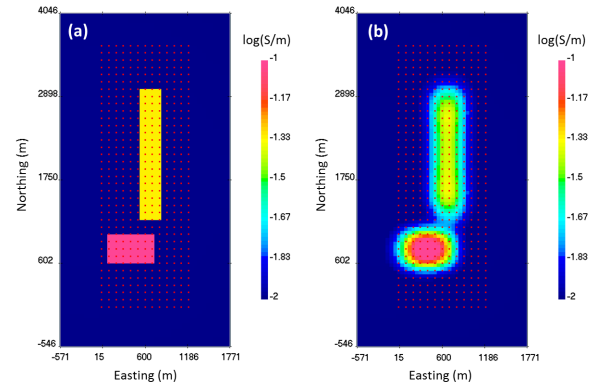 (a)
4046
2898
1750
602
-546
Northing (m)
-571 15 600 1186 1771
Easting (m)
log(S/m)
-1
-1.17
-1.33
-1.5
-1.67
-1.83
-2
(b)
4046
2898
1750
602
-546
Northing (m)
-571 15 600 1186 1771
Easting (m)
log(S/m)
-1
-1.17
-1.33
-1.5
-1.67
-1.83
-2